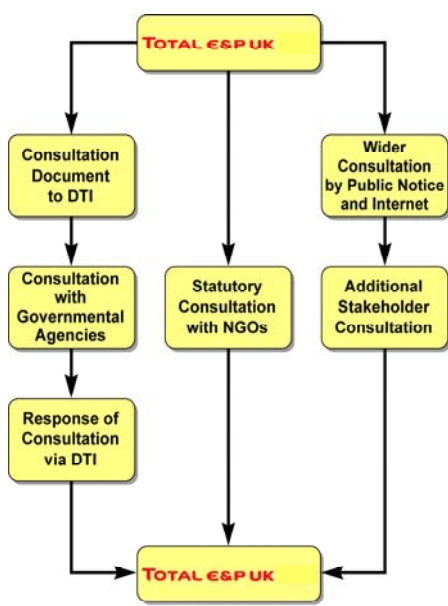 TOTAL E&P UK
Consultation
Document
to DTI
Wider
Consultation
by Public Notice
and Internet
Consultation
with
Governmental
Agencies
Statutory
Consultation
with NGOs
Additional
Stakeholder
Consultation
Response of
Consultation
via DTI
TOTAL E&P UK